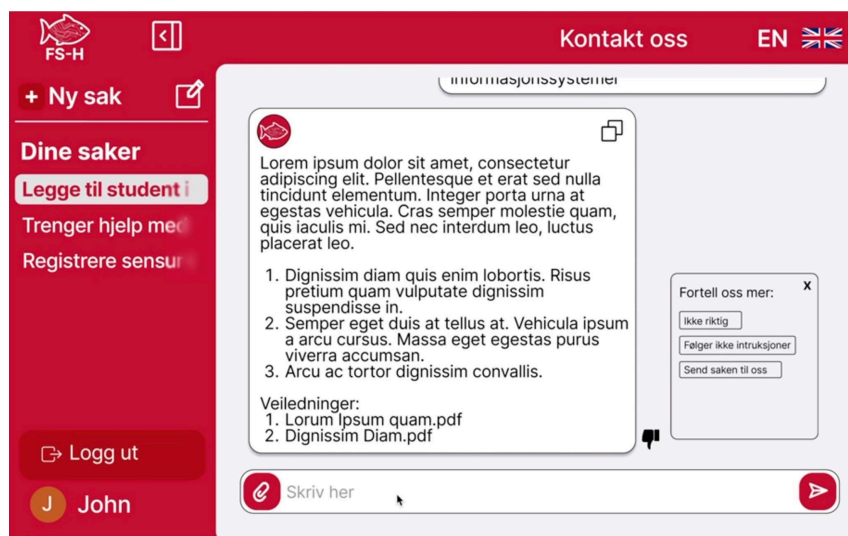 FS-H
Kontakt oss
EN
+ Ny sak
Dine saker
Legge til student i
Trenger hjelp med
Registrere sensur
Logg ut
J John
informasjonssystemer
Lorem ipsum dolor sit amet, consectetur
adipiscing elit. Pellentesque et erat sed nulla
tincidunt elementum. Integer porta urna at
egestas vehicula. Cras semper molestie quam,
quis iaculis mi. Sed nec interdum leo, luctus
placerat leo.
1. Dignissim diam quis enim lobortis. Risus
pretium quam vulputate dignissim
suspendisse in.
2. Semper eget duis at tellus at. Vehicula ipsum
a arcu cursus. Massa eget egestas purus
viverra accumsan.
3. Arcu ac tortor dignissim convallis.
Veiledninger:
1. Lorum Ipsum quam.pdf
2. Dignissim Diam.pdf
Fortell oss mer:
X
Ikke riktig
Følger ikke intruksjoner
Send saken til oss
Skriv her